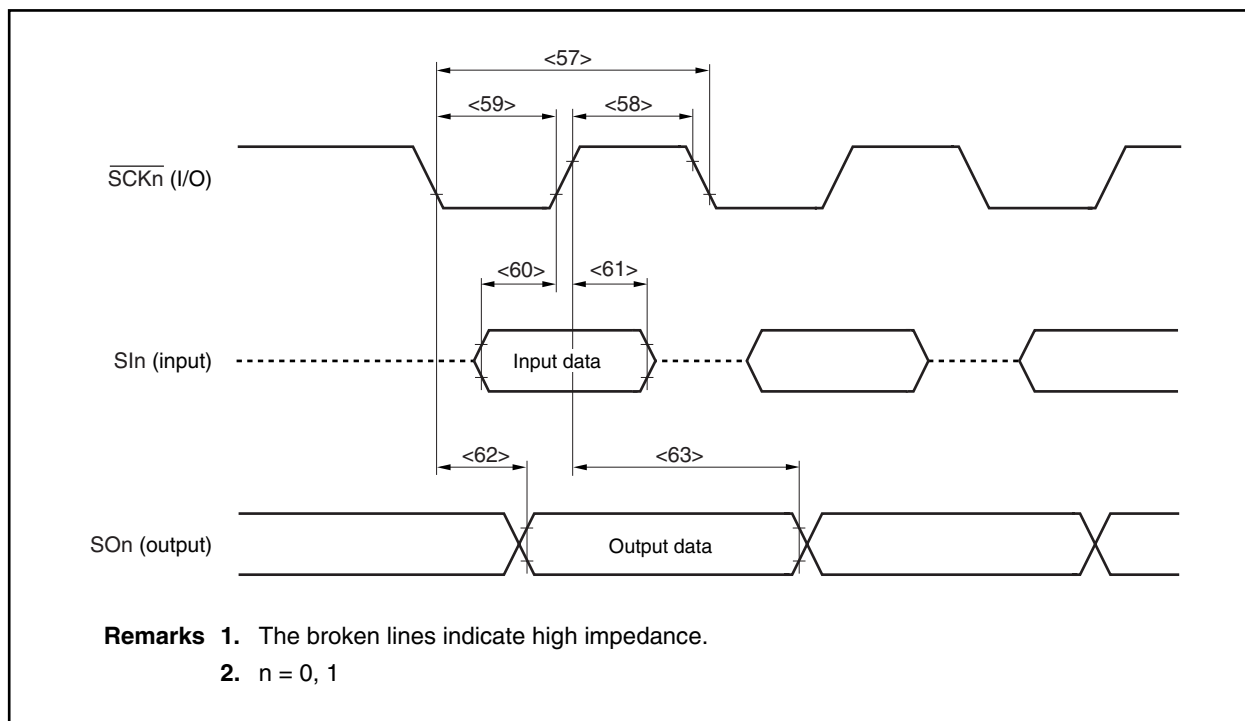 <57>
<59> <58>
SCKn (I/O)
<60> <61>
SIn (input)
Input data
<62> <63>
SOn (output)
Output data
Remarks 1. The broken lines indicate high impedance.
2. n = 0, 1